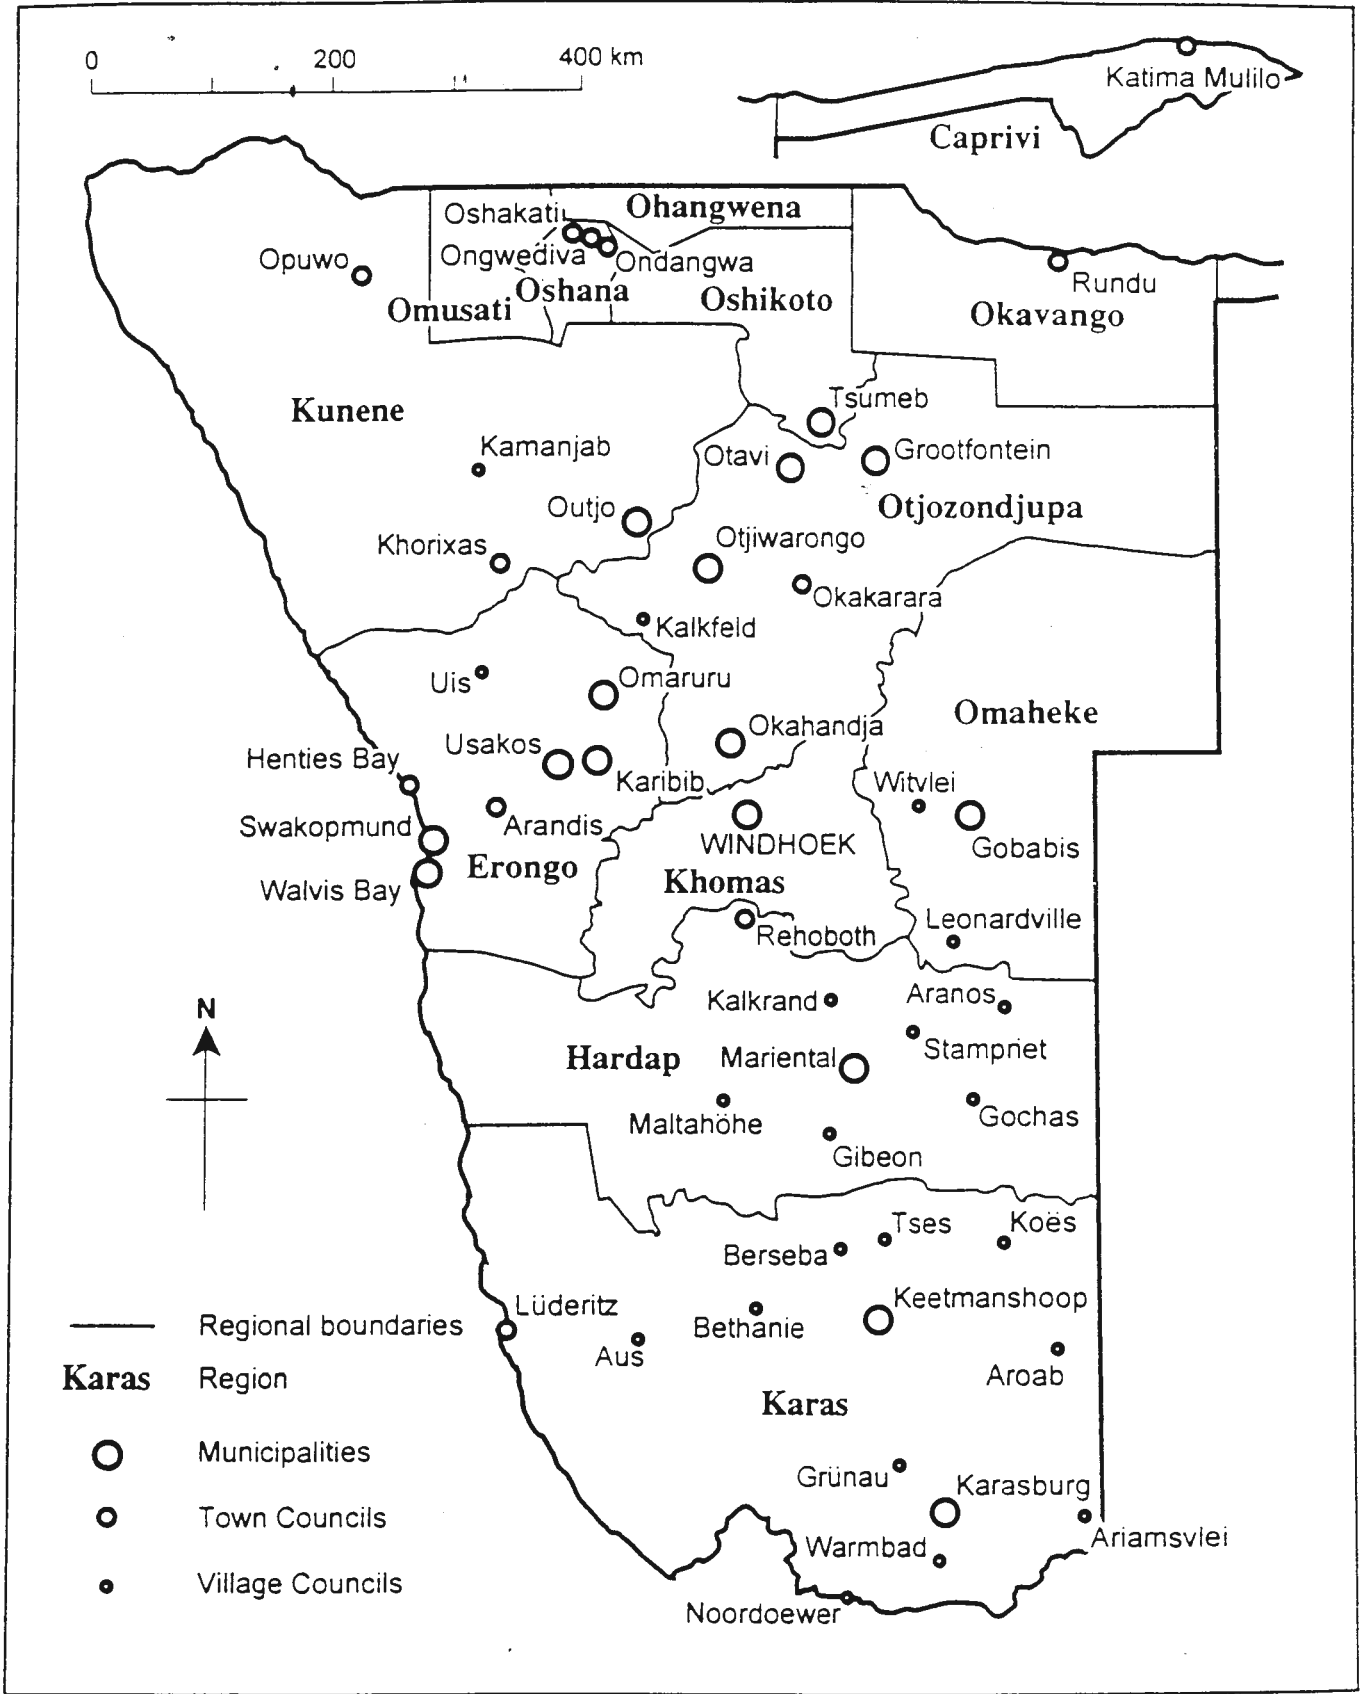 0 200 400 km
Katima Mulilo
Caprivi
Oshakati
Ohangwena
Opuwo
Ongwediva
Ondangwa
Rundu
Omusati
Oshana
Oshikoto
Okavango
Kunene
Tsumeb
Kamanjab
Otavi
Grootfontein
Outjo
Otjozondjupa
Khorixas
Otjiwarongo
Okakarara
Kalkfeld
Uis
Omaruru
Omaheke
Henties Bay
Usakos
Okahandja
Karibib
Witvlei
Swakopmund
Arandis
WINDHOEK
Gobabis
Walvis Bay
Erongo
Khomas
Leonardville
Rehoboth
N
Kalkrand
Aranos
Hardap
Mariental
Stampriet
Maltahöhe
Gochas
Gibeon
Tses
Koës
Berseba
Lüderitz
Keetmanshoop
Bethanie
Aus
Aroab
Karas
Grünau
Karasburg
Ariamsvlei
Warmbad
Noordoewer
Regional boundaries
Karas Region
Municipalities
Town Councils
Village Councils